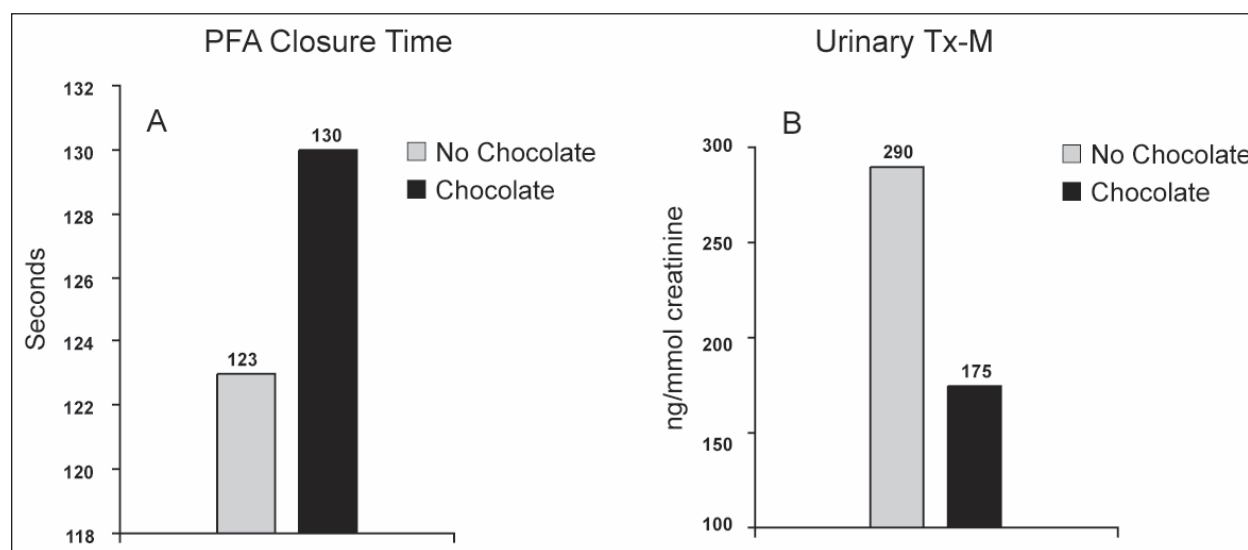 PFA Closure Time
A
Seconds
132
130
128
126
124
122
120
118
123
130
No Chocolate
Chocolate
Urinary Tx-M
B
ng/mmol creatinine
300
250
200
150
100
290
175
No Chocolate
Chocolate